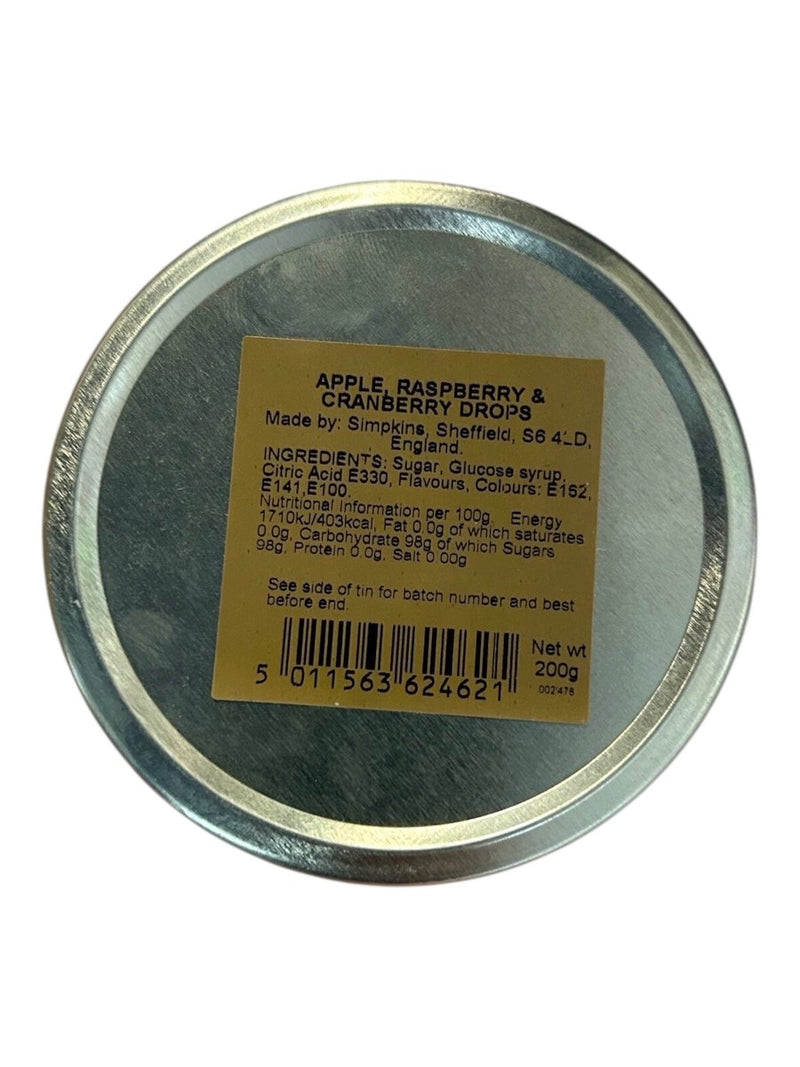 APPLE, RASPBERRY &
CRANBERRY DROPS
Made by: Simpkins, Sheffield, S6 4LD,
England.
INGREDIENTS: Sugar, Glucose syrup,
Citric Acid E330, Flavours, Colours: E162,
E141,E100.
Nutritional Information per 100g Energy
1710kJ/403kcal, Fat 0.0g of which saturates
0.0g, Carbohydrate 98g of which Sugars
98g, Protein 0.0g, Salt 0.00g
See side of tin for batch number and best
before end.
Net wt
200g
5 011563 624621
002478